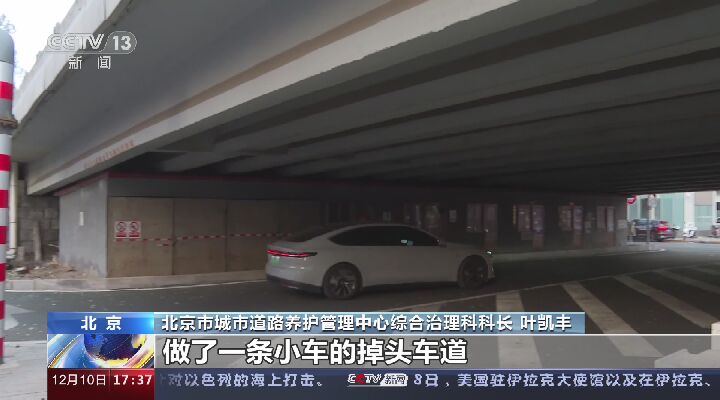 CCTV 13
新闻
北京
北京市城市道路养护管理中心综合治理科科长 叶凯丰
做了一条小车的掉头车道
12月10日 17:37
对以色列的海上打击。 CCTV新闻 8日，美国驻伊拉克大使馆以及在伊拉克、